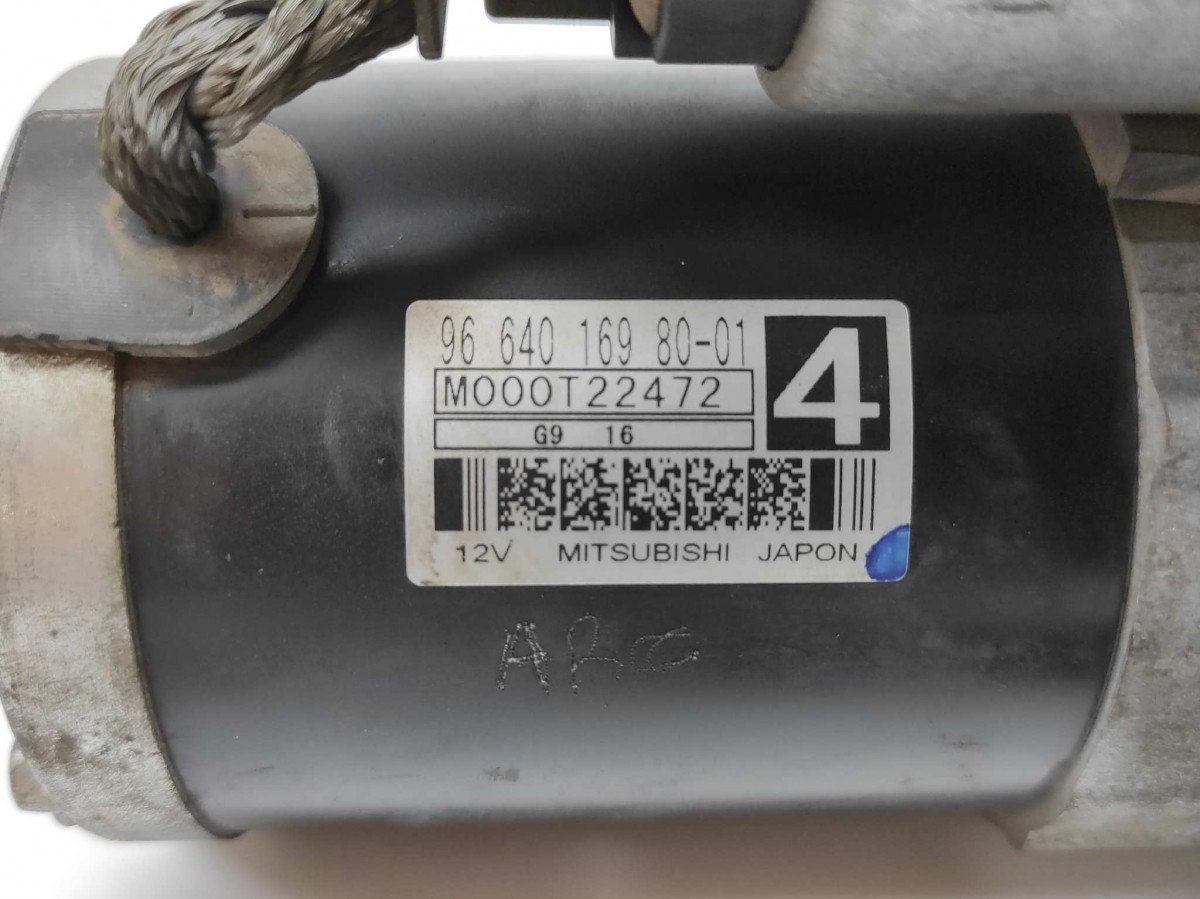 96 640 169 80-01
4
M000T22472
G9 16
12V MITSUBISHI JAPON